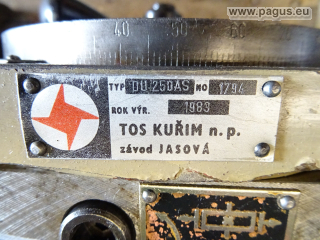 © www.pagus.eu
40 50 60
TYP DU 250AS NO 1794
ROK VÝR. 1983
TOS KUŘIM n.p.
závod JASOVÁ